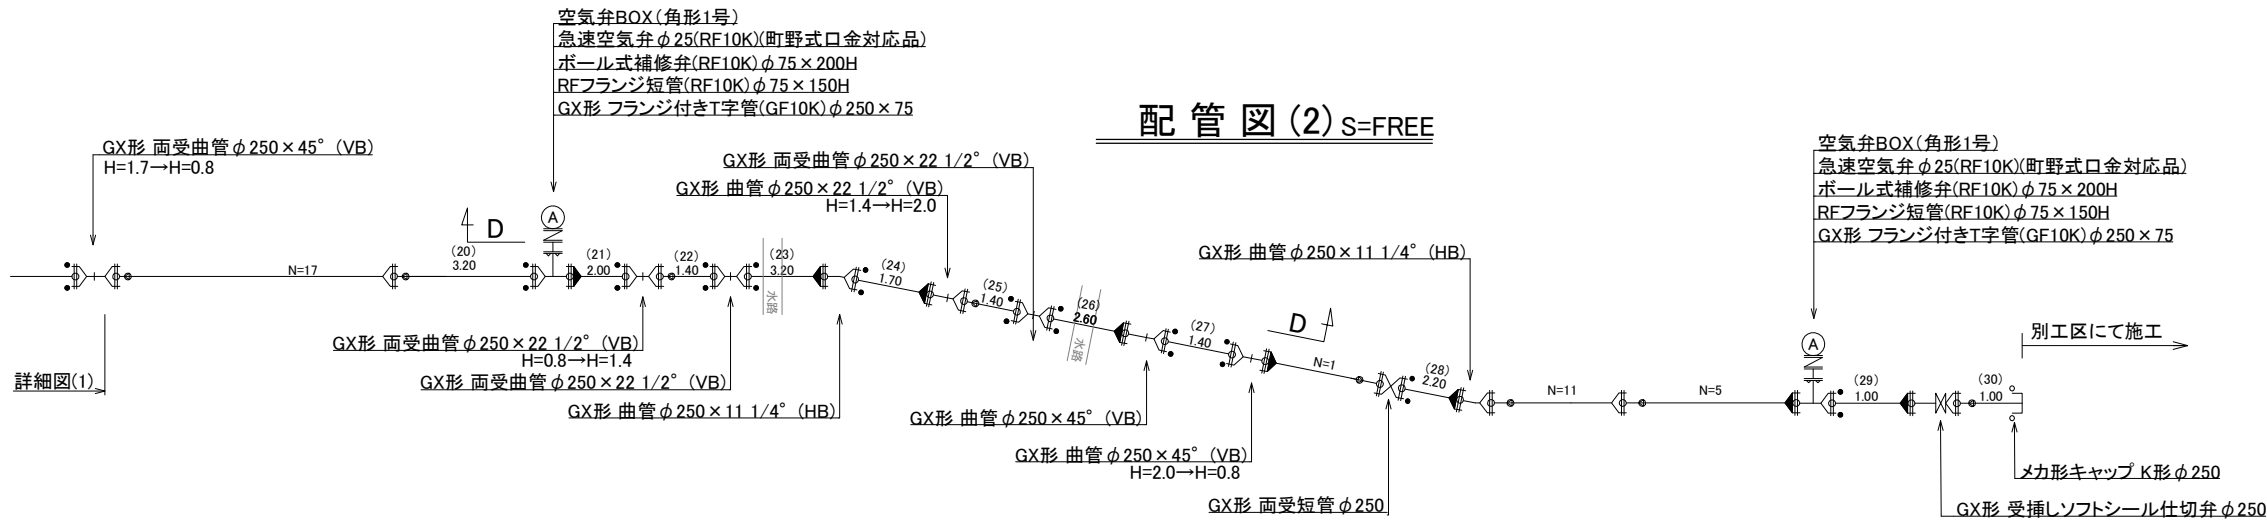 空気弁BOX(角形1号)
急速空気弁φ25(RF10K)(町野式口金対応品)
ボール式補修弁(RF10K)φ75×200H
RFフランジ短管(RF10K)φ75×150H
GX形 フランジ付きT字管(GF10K)φ250×75
配管図(2) S=FREE
GX形 両受曲管φ250×45° (VB)
H=1.7→H=0.8
GX形 両受曲管φ250×22 1/2° (VB)
GX形 曲管φ250×22 1/2° (VB)
H=1.4→H=2.0
空気弁BOX(角形1号)
急速空気弁φ25(RF10K)(町野式口金対応品)
ボール式補修弁(RF10K)φ75×200H
RFフランジ短管(RF10K)φ75×150H
GX形 フランジ付きT字管(GF10K)φ250×75
GX形 曲管φ250×11 1/4° (HB)
A
D
N=17
(20)
3.20
(21)
2.00
(22)
1.40
(23)
3.20
水路
(24)
1.70
(25)
1.40
(26)
2.60
水路
(27)
1.40
D
N=1
(28)
2.20
N=11
N=5
A
(29)
1.00
(30)
1.00
別工区にて施工
詳細図(1)
GX形 両受曲管φ250×22 1/2° (VB)
H=0.8→H=1.4
GX形 両受曲管φ250×22 1/2° (VB)
GX形 曲管φ250×11 1/4° (HB)
GX形 曲管φ250×45° (VB)
GX形 曲管φ250×45° (VB)
H=2.0→H=0.8
GX形 両受短管φ250
メカ形キャップ K形φ250
GX形 受挿しソフトシール仕切弁φ250